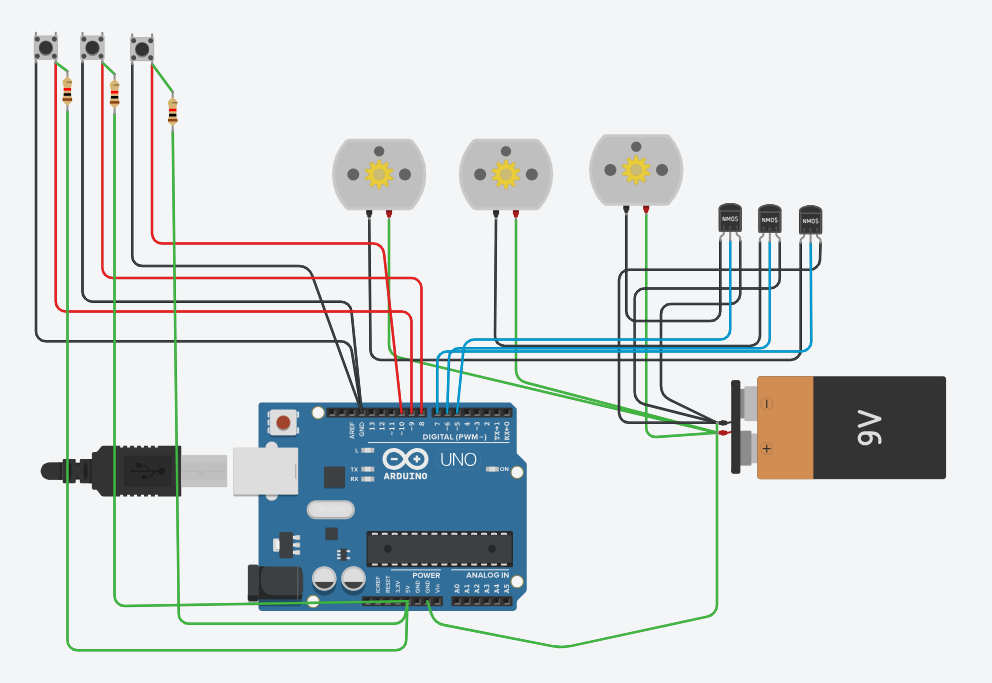 NMOS
NMOS
NMOS
AREF
GND
13
12
~11
~10
~9
8
7
~6
~5
4
~3
2
TX→1
RX←0
DIGITAL (PWM~)
L
TX
RX
UNO
ARDUINO
ON
-
+
9V
POWER
ANALOG IN
IOREF
RESET
3.3V
5V
GND
GND
Vin
A0
A1
A2
A3
A4
A5